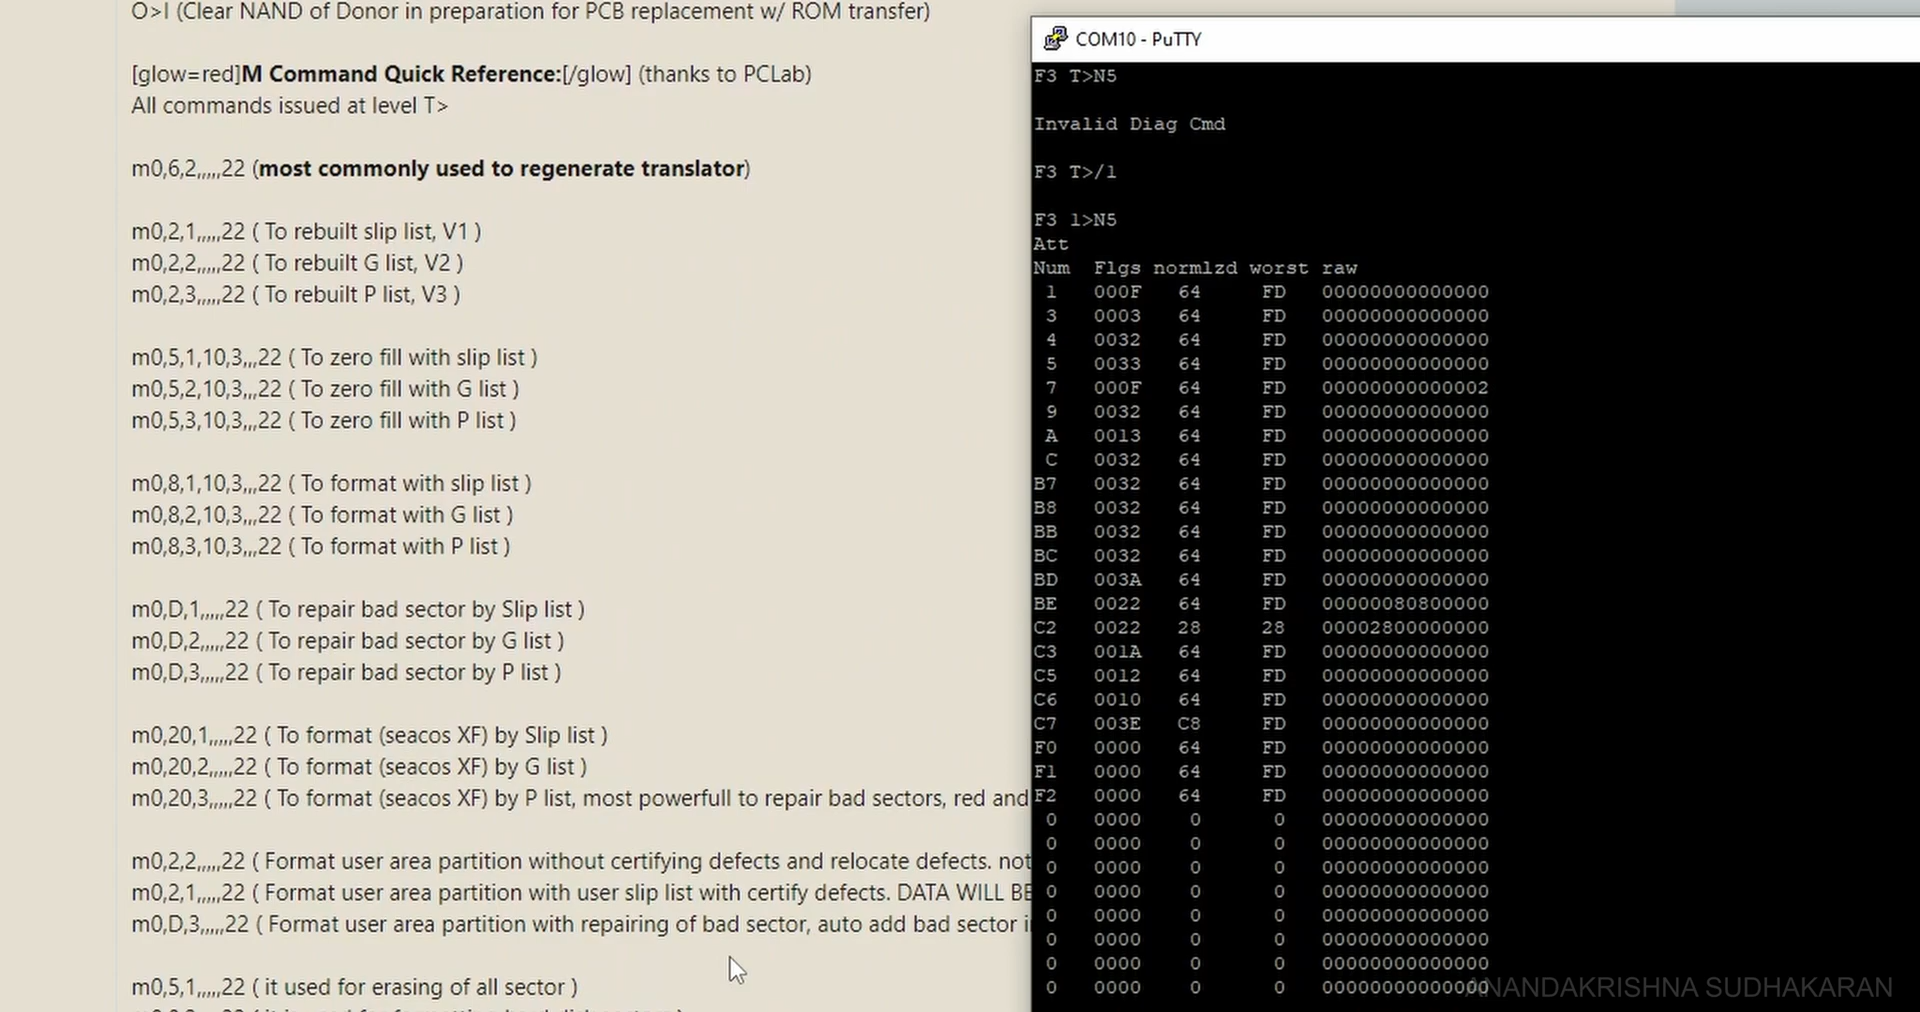 O>I (Clear NAND of Donor in preparation for PCB replacement w/ ROM transfer)
[glow=red]M Command Quick Reference:[/glow] (thanks to PCLab)
All commands issued at level T>
m0,6,2,,,,,22 (most commonly used to regenerate translator)
m0,2,1,,,,,22 ( To rebuilt slip list, V1 )
m0,2,2,,,,,22 ( To rebuilt G list, V2 )
m0,2,3,,,,,22 ( To rebuilt P list, V3 )
m0,5,1,10,3,,,22 ( To zero fill with slip list )
m0,5,2,10,3,,,22 ( To zero fill with G list )
m0,5,3,10,3,,,22 ( To zero fill with P list )
m0,8,1,10,3,,,22 ( To format with slip list )
m0,8,2,10,3,,,22 ( To format with G list )
m0,8,3,10,3,,,22 ( To format with P list )
m0,D,1,,,,,22 ( To repair bad sector by Slip list )
m0,D,2,,,,,22 ( To repair bad sector by G list )
m0,D,3,,,,,22 ( To repair bad sector by P list )
m0,20,1,,,,,22 ( To format (seacos XF) by Slip list )
m0,20,2,,,,,22 ( To format (seacos XF) by G list )
m0,20,3,,,,,22 ( To format (seacos XF) by P list, most powerfull to repair bad sectors, red and
m0,2,2,,,,,22 ( Format user area partition without certifying defects and relocate defects. not
m0,2,1,,,,,22 ( Format user area partition with user slip list with certify defects. DATA WILL BE
m0,D,3,,,,,22 ( Format user area partition with repairing of bad sector, auto add bad sector i
m0,5,1,,,,,22 ( it used for erasing of all sector )
COM10 - PuTTY
F3 T>N5
Invalid Diag Cmd
F3 T>/1
F3 1>N5
Att
Num Flgs normlzd worst raw
1 000F 64 FD 00000000000000
3 0003 64 FD 00000000000000
4 0032 64 FD 00000000000000
5 0033 64 FD 00000000000000
7 000F 64 FD 00000000000002
9 0032 64 FD 00000000000000
A 0013 64 FD 00000000000000
C 0032 64 FD 00000000000000
B7 0032 64 FD 00000000000000
B8 0032 64 FD 00000000000000
BB 0032 64 FD 00000000000000
BC 0032 64 FD 00000000000000
BD 003A 64 FD 00000000000000
BE 0022 64 FD 00000080800000
C2 0022 28 28 00002800000000
C3 001A 64 FD 00000000000000
C5 0012 64 FD 00000000000000
C6 0010 64 FD 00000000000000
C7 003E C8 FD 00000000000000
F0 0000 64 FD 00000000000000
F1 0000 64 FD 00000000000000
F2 0000 64 FD 00000000000000
0 0000 0 0 00000000000000
0 0000 0 0 00000000000000
0 0000 0 0 00000000000000
0 0000 0 0 00000000000000
0 0000 0 0 00000000000000
0 0000 0 0 00000000000000
0 0000 0 0 00000000000000
0 0000 0 0 00000000000000
ANANDAKRISHNA SUDHAKARAN